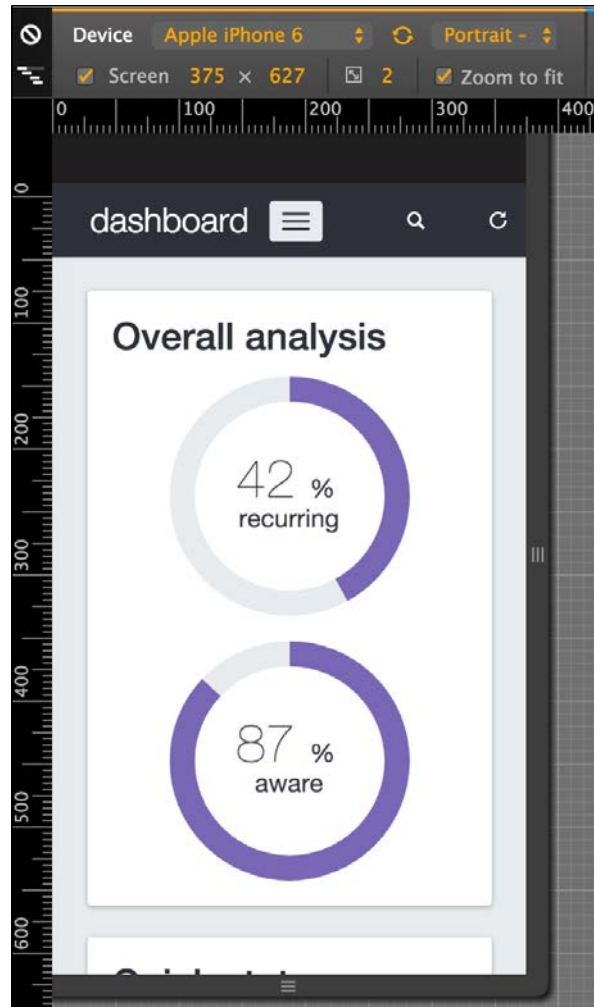 Device Apple iPhone 6 Portrait -
Screen 375 × 627 2 Zoom to fit
0 100 200 300 400
0
dashboard
100
Overall analysis
200
42 %
recurring
300
400
87 %
aware
500
600